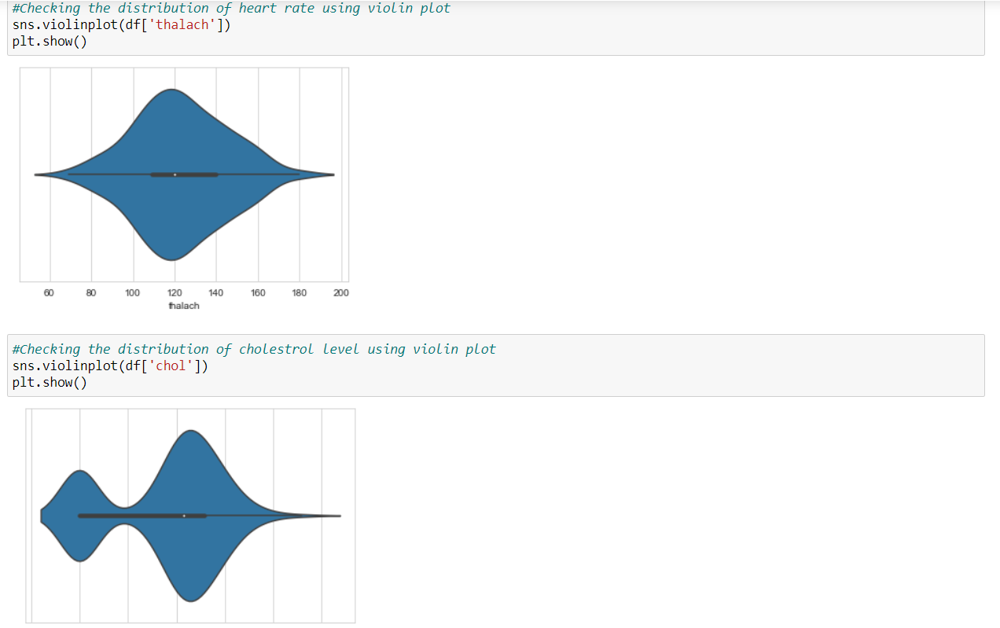 #Checking the distribution of heart rate using violin plot
sns.violinplot(df['thalach'])
plt.show()
60 80 100 120 140 160 180 200
thalach
#Checking the distribution of cholestrol level using violin plot
sns.violinplot(df['chol'])
plt.show()